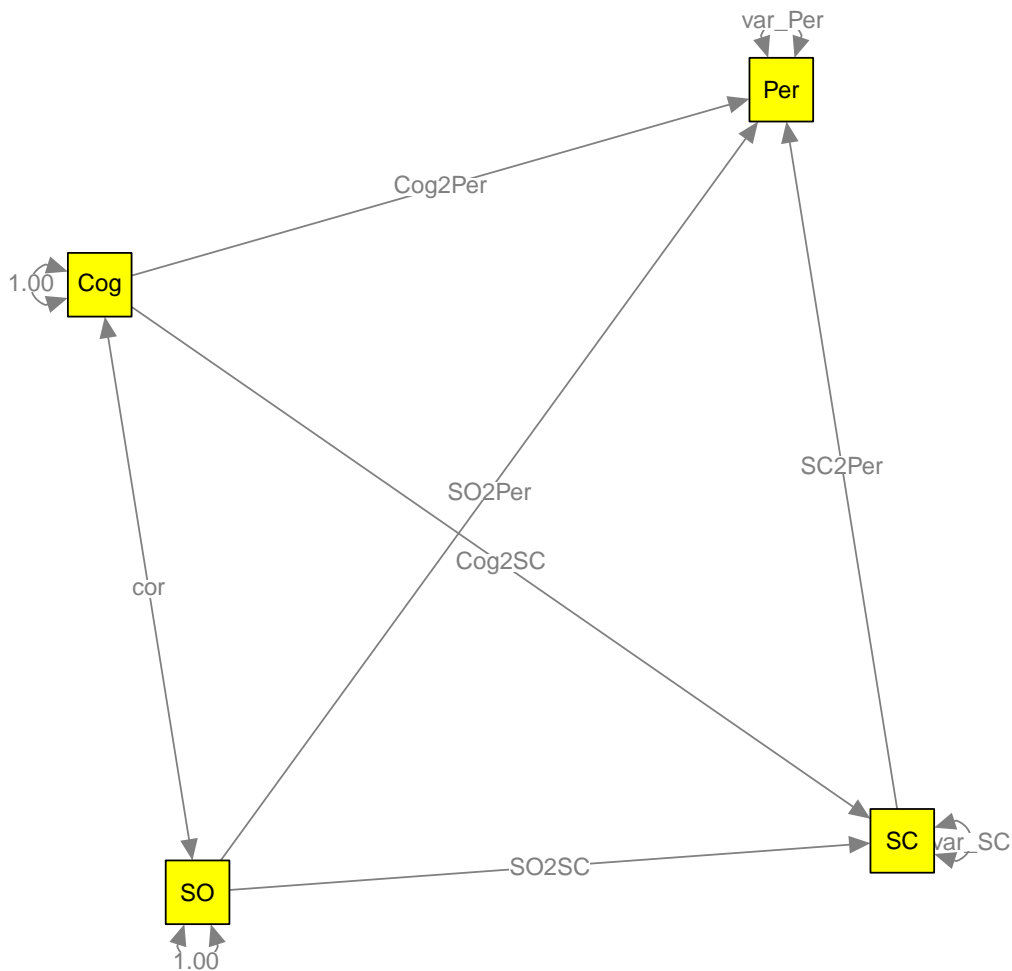 var_Per
Per
Cog2Per
Cog
1.00
SC2Per
SO2Per
Cog2SC
cor
SC
var_SC
SO2SC
SO
1.00